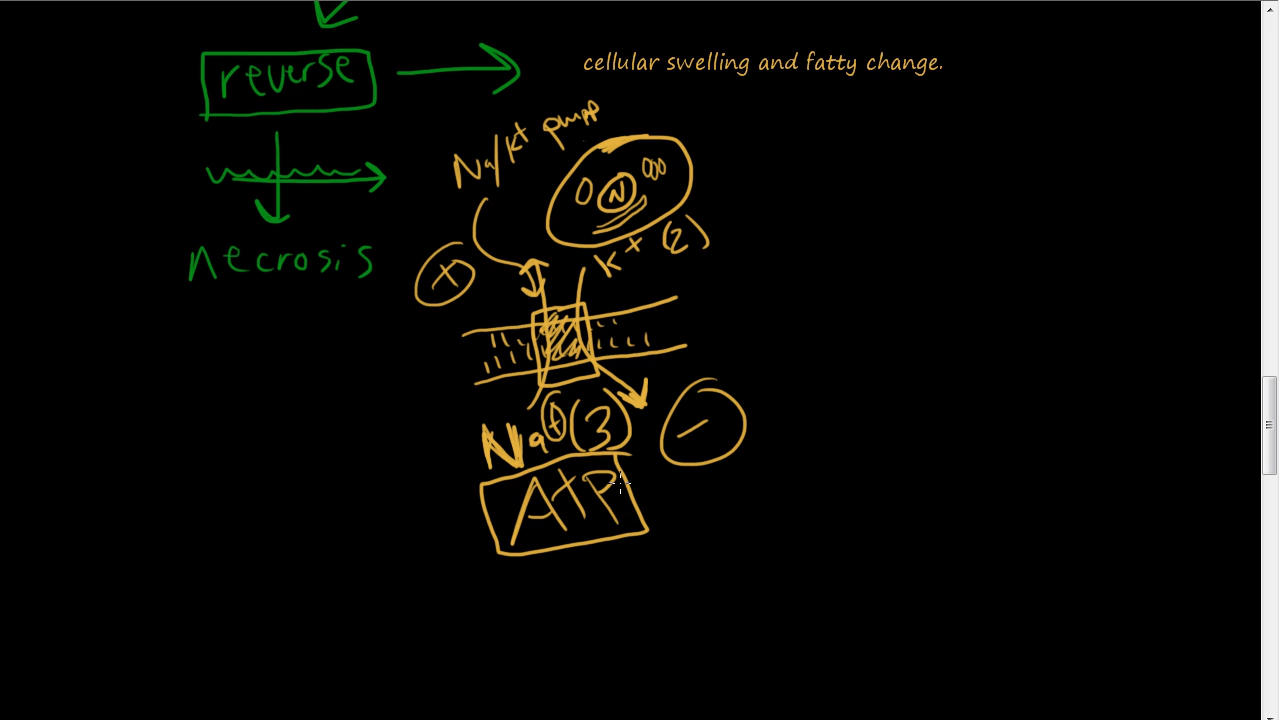 reverse
cellular swelling and fatty change.
Na/K+ pump
N
necrosis
K+ (2)
+
Na+ (3)
-
ATP